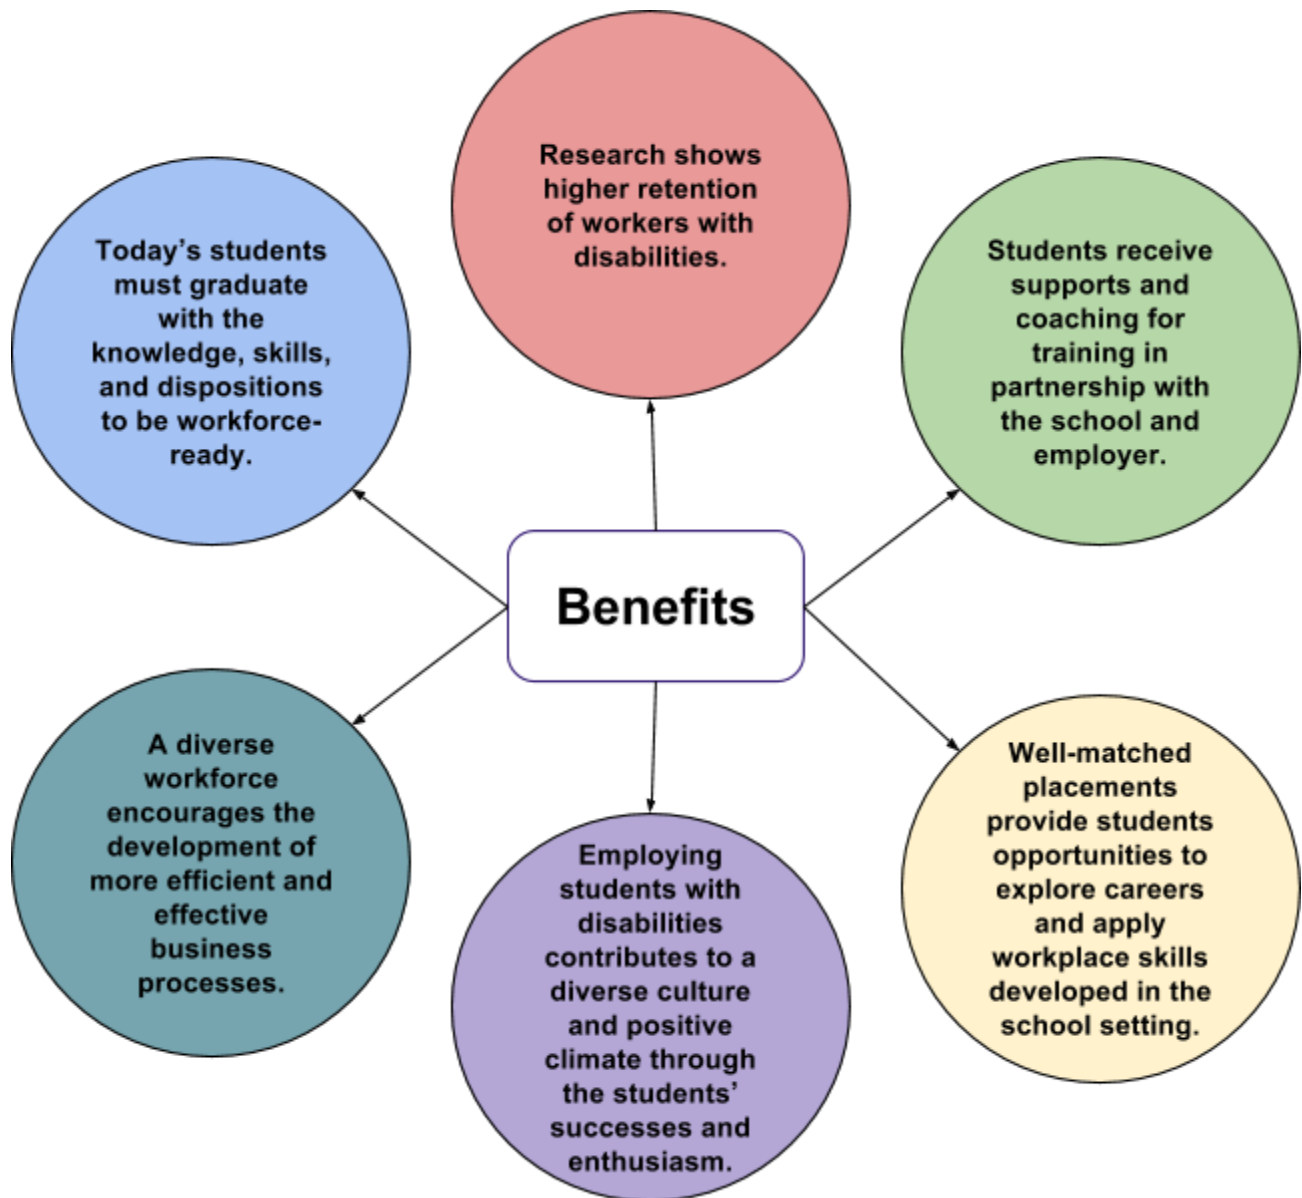 Research shows
higher retention
of workers with
disabilities.
Today’s students
must graduate
with the
knowledge, skills,
and dispositions
to be workforce-
ready.
Students receive
supports and
coaching for
training in
partnership with
the school and
employer.
Benefits
A diverse
workforce
encourages the
development of
more efficient and
effective
business
processes.
Employing
students with
disabilities
contributes to a
diverse culture
and positive
climate through
the students’
successes and
enthusiasm.
Well-matched
placements
provide students
opportunities to
explore careers
and apply
workplace skills
developed in the
school setting.